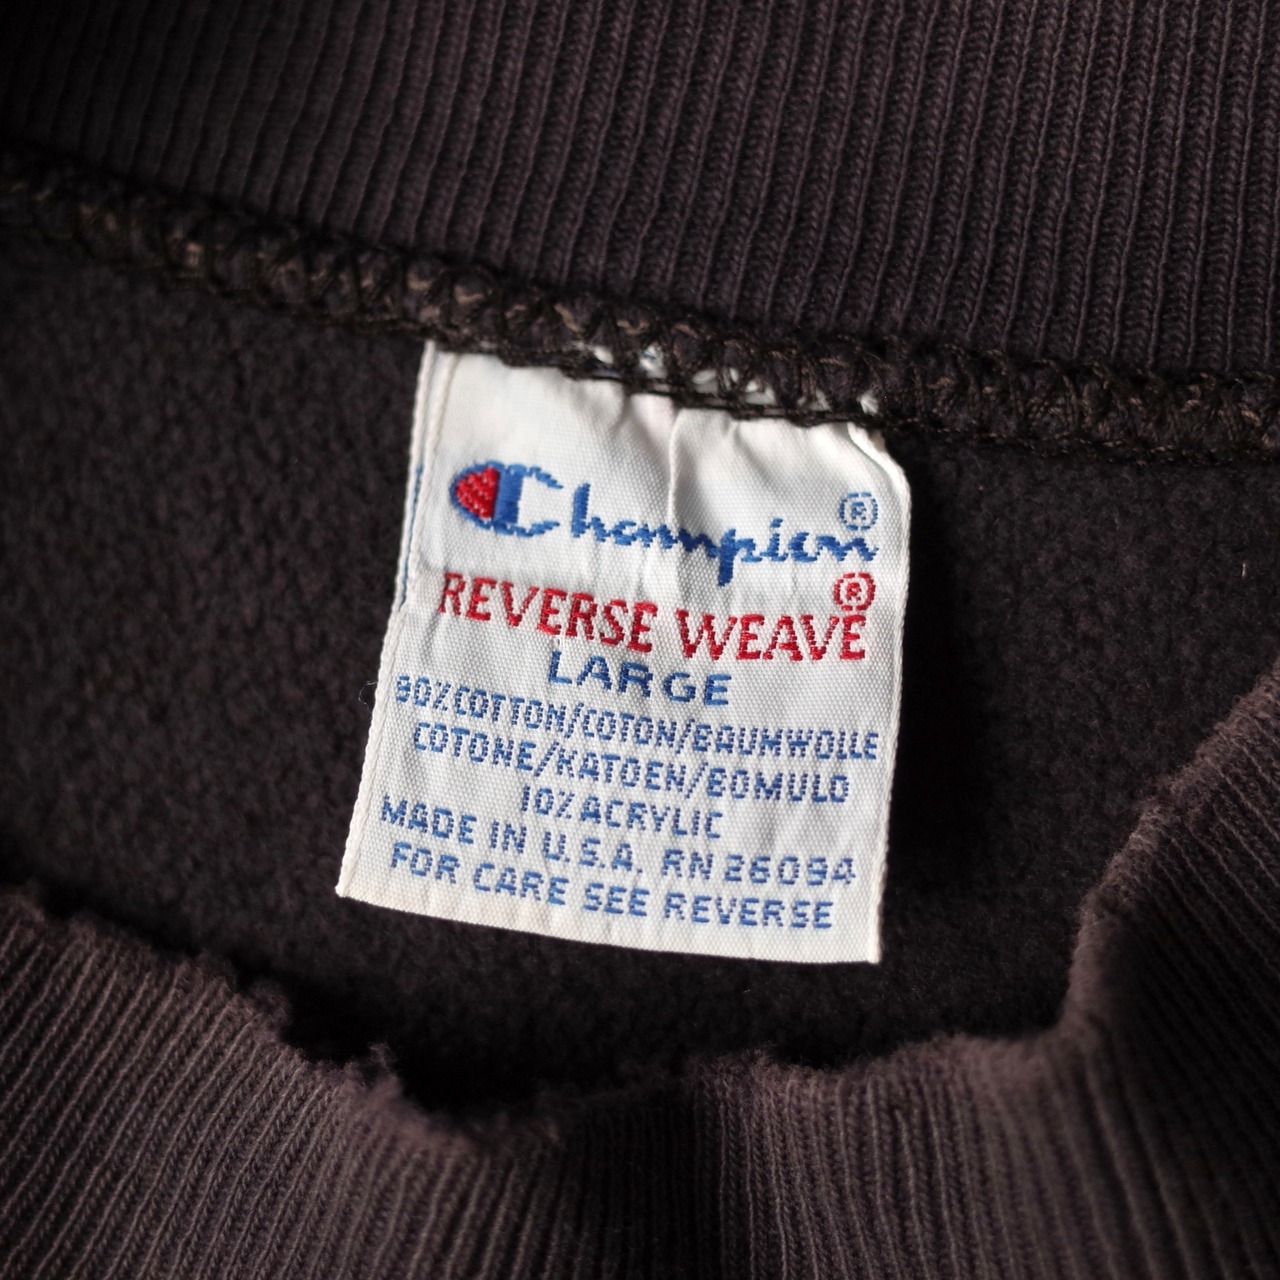 Champion®
REVERSE WEAVE®
LARGE
90% COTTON/COTON/BAUMWOLLE
COTONE/KATOEN/BOMULD
10% ACRYLIC
MADE IN U.S.A. RN 26094
FOR CARE SEE REVERSE